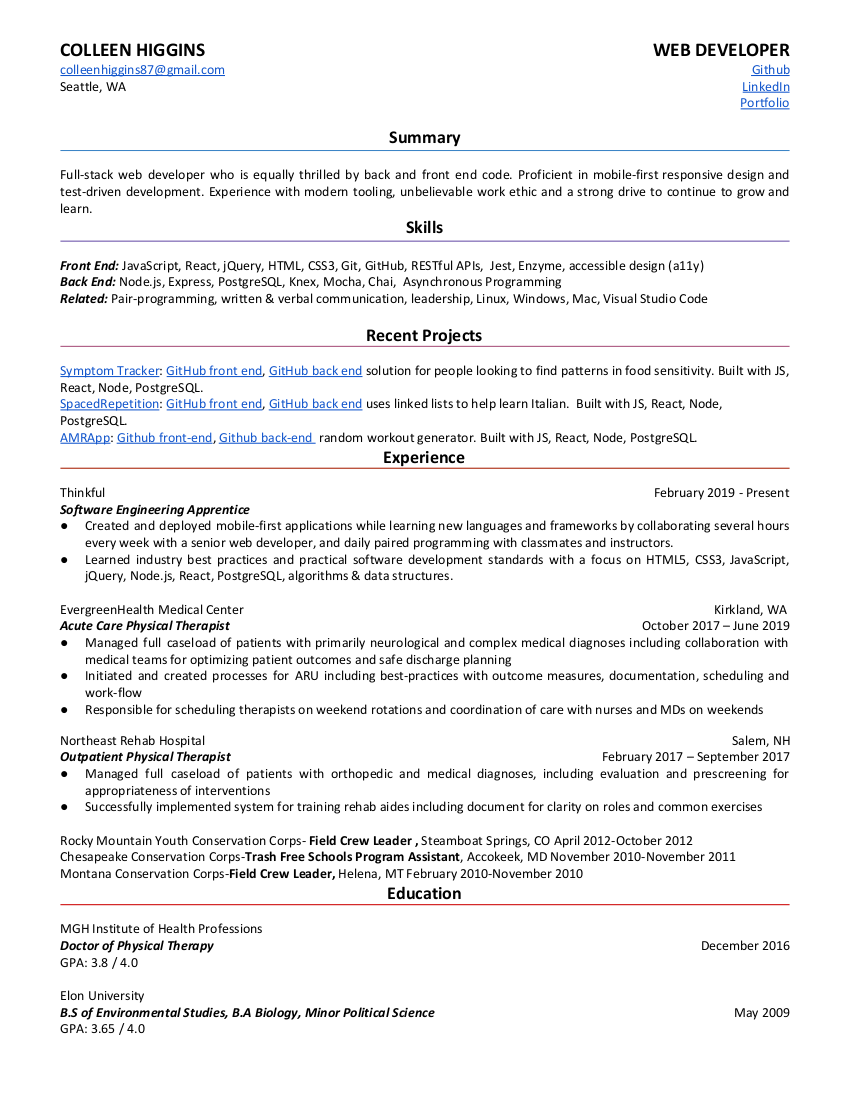 COLLEEN HIGGINS WEB DEVELOPER
colleenhiggins87@gmail.com Github
Seattle, WA LinkedIn
Portfolio
Summary
Full-stack web developer who is equally thrilled by back and front end code. Proficient in mobile-first responsive design and
test-driven development. Experience with modern tooling, unbelievable work ethic and a strong drive to continue to grow and
learn.
Skills
Front End: JavaScript, React, jQuery, HTML, CSS3, Git, GitHub, RESTful APIs, Jest, Enzyme, accessible design (a11y)
Back End: Node.js, Express, PostgreSQL, Knex, Mocha, Chai, Asynchronous Programming
Related: Pair-programming, written & verbal communication, leadership, Linux, Windows, Mac, Visual Studio Code
Recent Projects
Symptom Tracker: GitHub front end, GitHub back end solution for people looking to find patterns in food sensitivity. Built with JS,
React, Node, PostgreSQL.
SpacedRepetition: GitHub front end, GitHub back end uses linked lists to help learn Italian. Built with JS, React, Node,
PostgreSQL.
AMRApp: Github front-end, Github back-end random workout generator. Built with JS, React, Node, PostgreSQL.
Experience
Thinkful February 2019 - Present
Software Engineering Apprentice
● Created and deployed mobile-first applications while learning new languages and frameworks by collaborating several hours
every week with a senior web developer, and daily paired programming with classmates and instructors.
● Learned industry best practices and practical software development standards with a focus on HTML5, CSS3, JavaScript,
jQuery, Node.js, React, PostgreSQL, algorithms & data structures.
EvergreenHealth Medical Center Kirkland, WA
Acute Care Physical Therapist October 2017 – June 2019
● Managed full caseload of patients with primarily neurological and complex medical diagnoses including collaboration with
medical teams for optimizing patient outcomes and safe discharge planning
● Initiated and created processes for ARU including best-practices with outcome measures, documentation, scheduling and
work-flow
● Responsible for scheduling therapists on weekend rotations and coordination of care with nurses and MDs on weekends
Northeast Rehab Hospital Salem, NH
Outpatient Physical Therapist February 2017 – September 2017
● Managed full caseload of patients with orthopedic and medical diagnoses, including evaluation and prescreening for
appropriateness of interventions
● Successfully implemented system for training rehab aides including document for clarity on roles and common exercises
Rocky Mountain Youth Conservation Corps- Field Crew Leader , Steamboat Springs, CO April 2012-October 2012
Chesapeake Conservation Corps-Trash Free Schools Program Assistant, Accokeek, MD November 2010-November 2011
Montana Conservation Corps-Field Crew Leader, Helena, MT February 2010-November 2010
Education
MGH Institute of Health Professions
Doctor of Physical Therapy December 2016
GPA: 3.8 / 4.0
Elon University
B.S of Environmental Studies, B.A Biology, Minor Political Science May 2009
GPA: 3.65 / 4.0